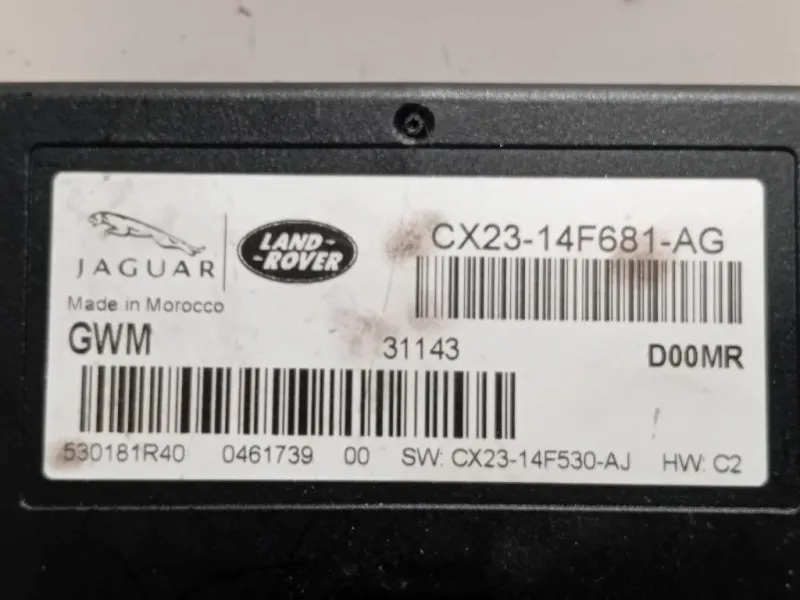 JAGUAR
LAND-
-ROVER
CX23-14F681-AG
Made in Morocco
GWM 31143 D00MR
530181R40 0461739 00 SW: CX23-14F530-AJ HW: C2